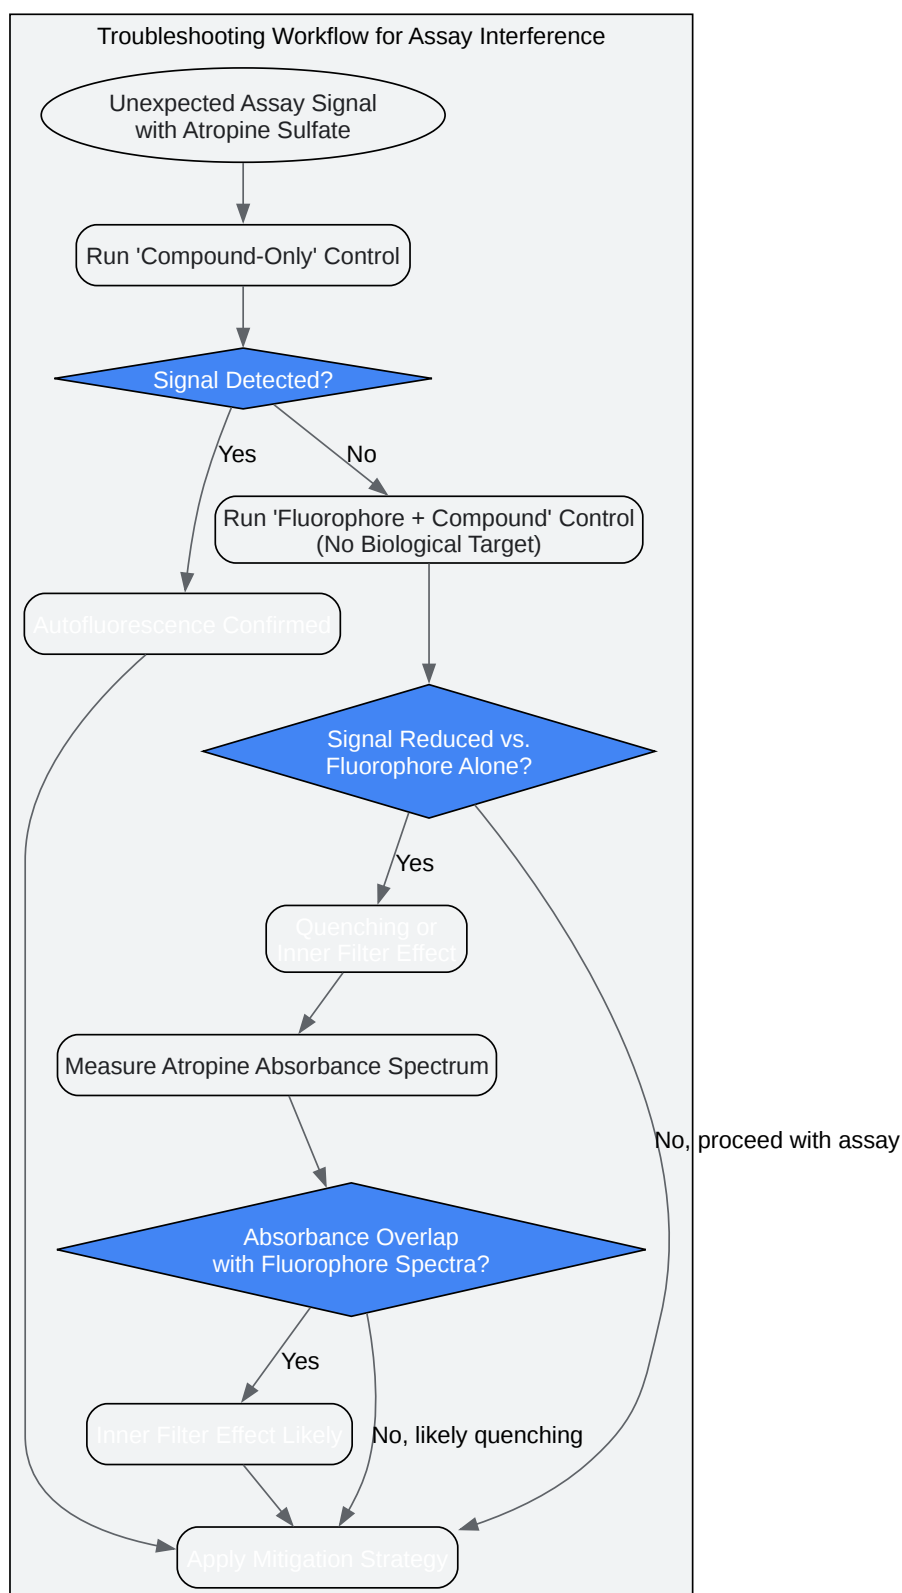 Troubleshooting Workflow for Assay Interference
Unexpected Assay Signal
with Atropine Sulfate
Run 'Compound-Only' Control
Signal Detected?
Yes
No
Run 'Fluorophore + Compound' Control
(No Biological Target)
Autofluorescence Confirmed
Signal Reduced vs.
Fluorophore Alone?
Yes
Quenching or
Inner Filter Effect
Measure Atropine Absorbance Spectrum
No, proceed with assay
Absorbance Overlap
with Fluorophore Spectra?
Yes
Inner Filter Effect Likely
No, likely quenching
Apply Mitigation Strategy